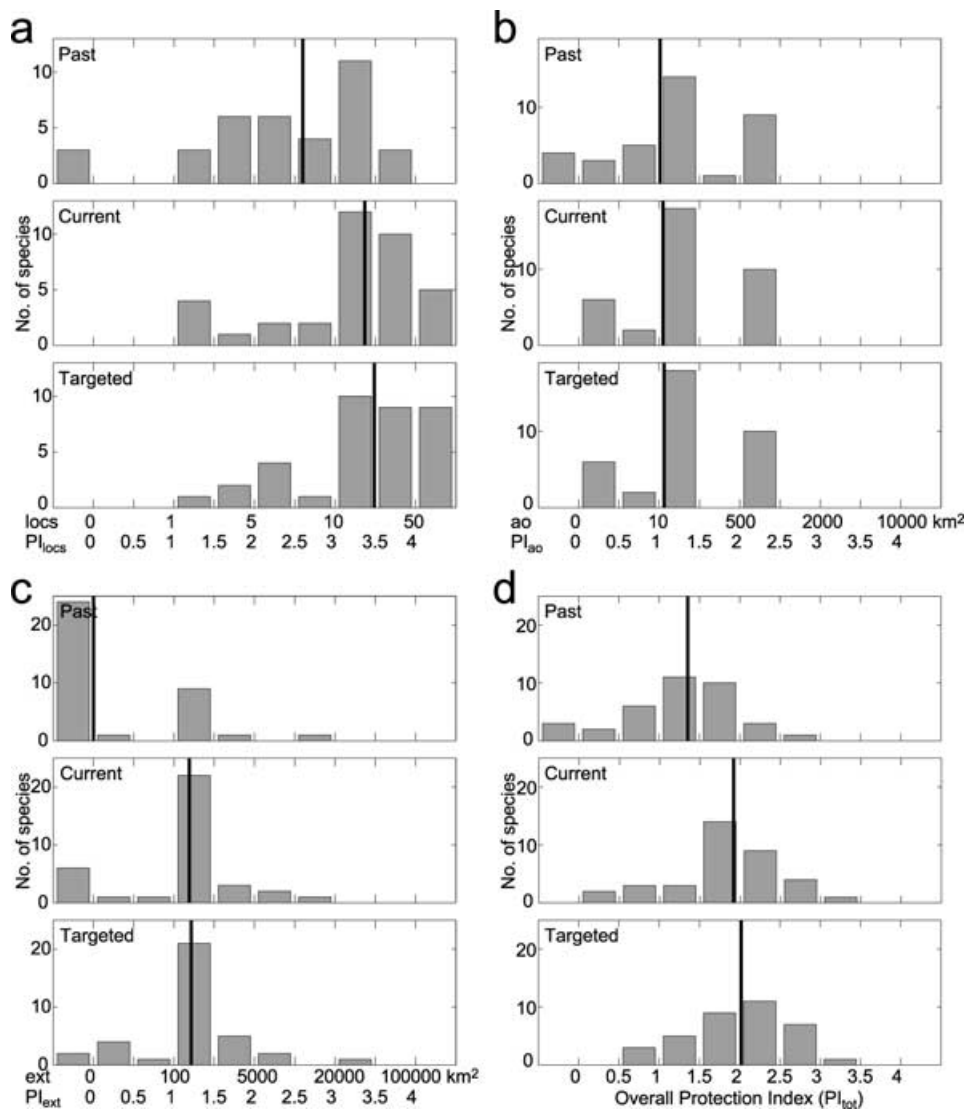 a
Past
10
5
0
Current
10
5
0
No. of species
Targeted
10
5
0
locs 0 1 5 10 50
PIlocs 0 0.5 1 1.5 2 2.5 3 3.5 4
b
Past
10
0
Current
10
0
Targeted
10
0
ao 0 10 500 2000 10000 km2
PIao 0 0.5 1 1.5 2 2.5 3 3.5 4
c
Past
20
10
0
Current
20
10
0
No. of species
Targeted
20
10
0
ext 0 100 5000 20000 100000 km2
PIext 0 0.5 1 1.5 2 2.5 3 3.5 4
d
Past
20
10
0
Current
20
10
0
No. of species
Targeted
20
10
0
0 0.5 1 1.5 2 2.5 3 3.5 4
Overall Protection Index (PItot)